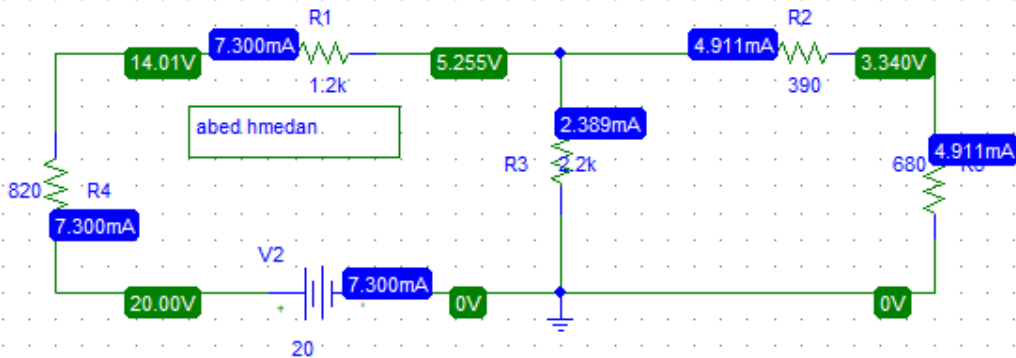 R1
R2
7.300mA
4.911mA
14.01V
5.255V
3.340V
1.2k
390
abed hmedan
2.389mA
4.911mA
R3
2.2k
680
820
R4
7.300mA
V2
7.300mA
20.00V
0V
0V
+
20